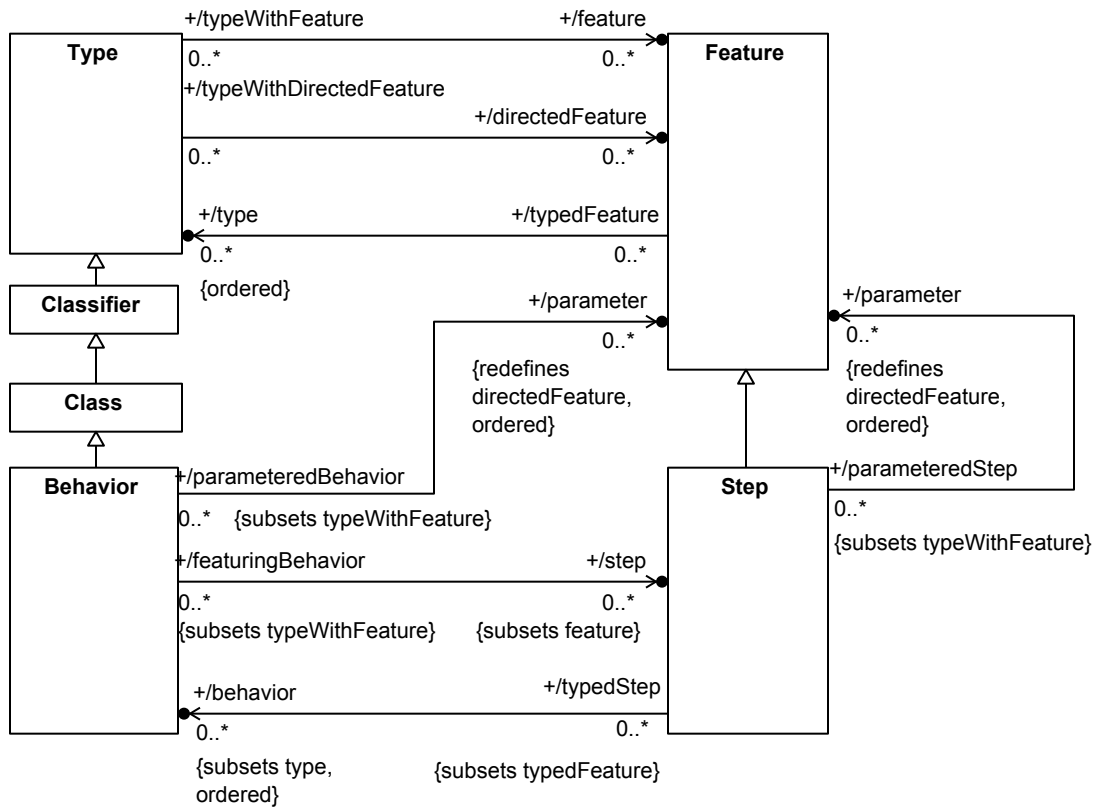 +/typeWithFeature
+/feature
Type
Feature
0..*
0..*
+/typeWithDirectedFeature
+/directedFeature
0..*
0..*
+/type
+/typedFeature
0..*
0..*
{ordered}
Classifier
+/parameter
+/parameter
0..*
0..*
{redefines
directedFeature,
ordered}
{redefines
directedFeature,
ordered}
Class
Behavior
+/parameteredBehavior
Step
+/parameteredStep
0..*
{subsets typeWithFeature}
0..*
{subsets typeWithFeature}
+/featuringBehavior
+/step
0..*
0..*
{subsets typeWithFeature}
{subsets feature}
+/behavior
+/typedStep
0..*
0..*
{subsets type,
ordered}
{subsets typedFeature}